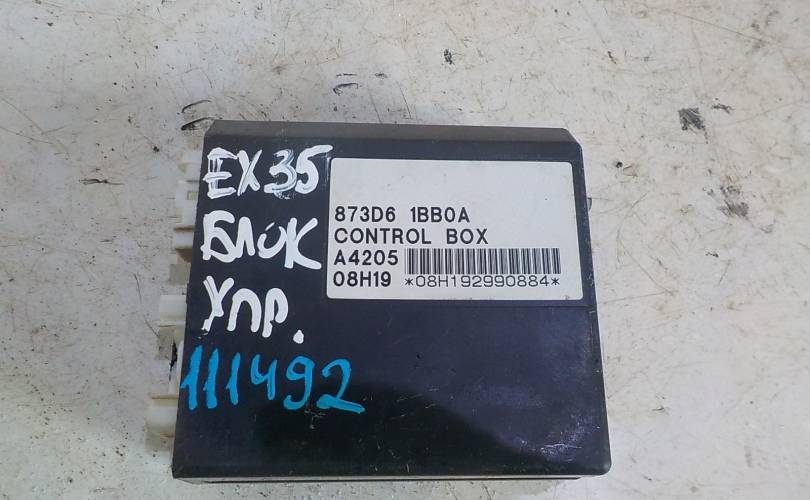 EX35
БЛОК
УПР.
111492
873D6 1BB0A
CONTROL BOX
A4205
08H19 *08H192990884*